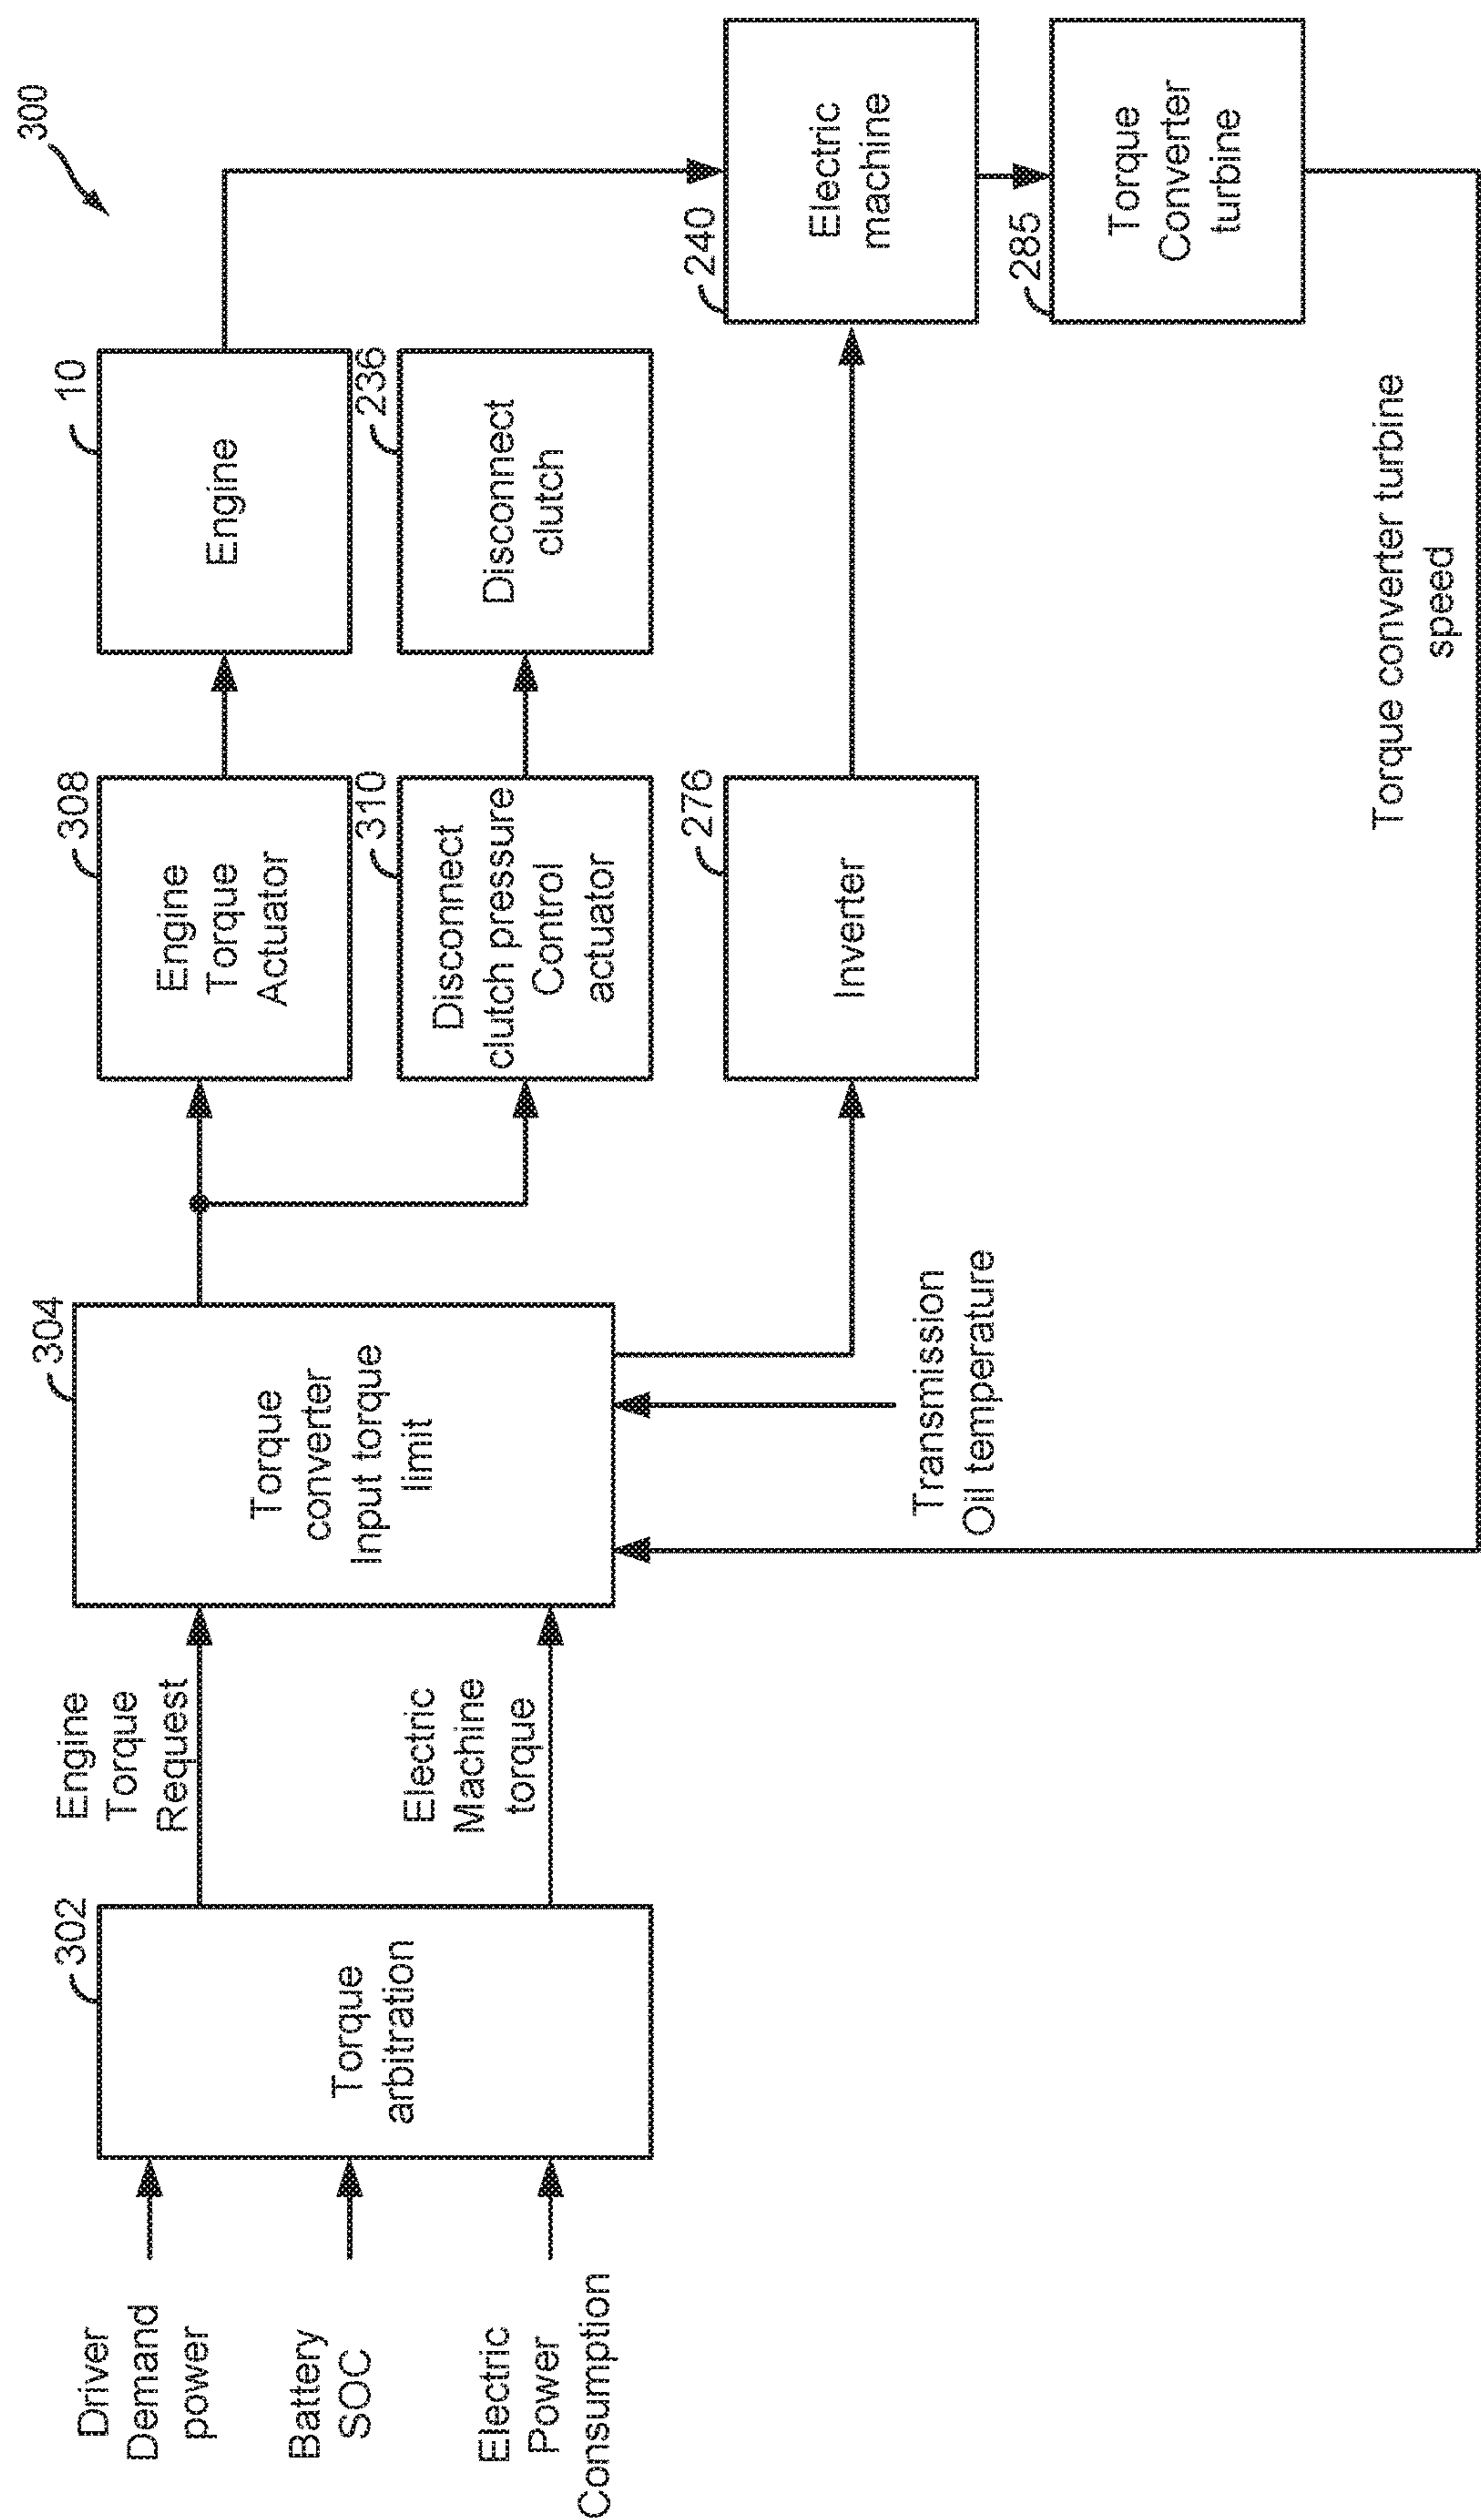 300
Driver
Demand
power
Battery
SOC
Electric
Power
Consumption
302
Torque
arbitration
Engine
Torque
Request
Electric
Machine
torque
304
Torque
converter
Input torque
limit
Transmission
Oil temperature
308
Engine
Torque
Actuator
310
Disconnect
clutch pressure
Control
actuator
276
Inverter
10
Engine
236
Disconnect
clutch
240
Electric
machine
285
Torque
Converter
turbine
Torque converter turbine
speed